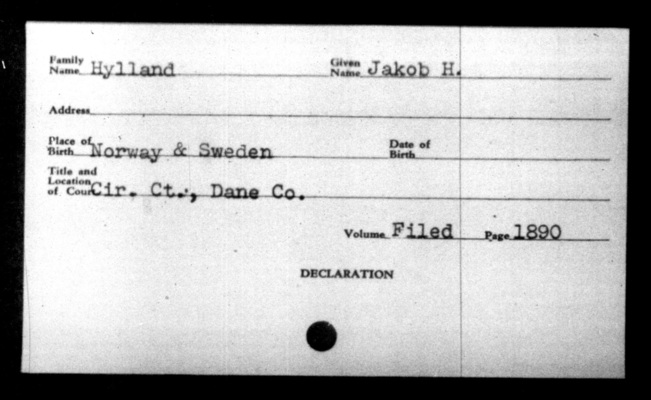 Family Name Hylland Given Name Jakob H.
Address
Place of Birth Norway & Sweden Date of Birth
Title and Location of Court Cir. Ct., Dane Co.
Volume Filed Page 1890
DECLARATION